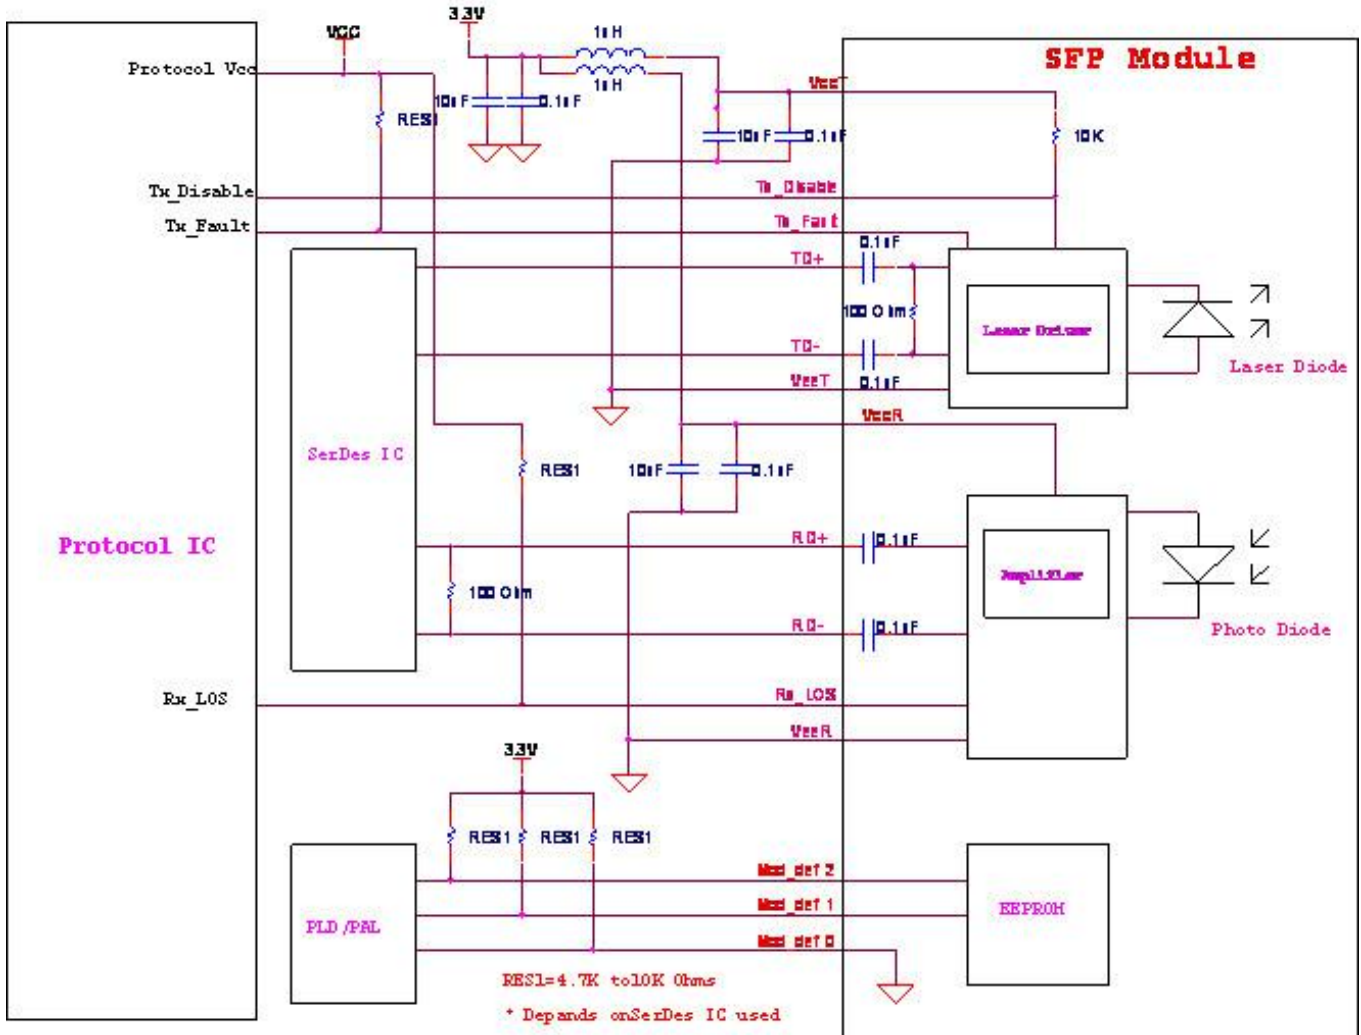 3.3V
VCC
1uH
SFP Module
Protocol Vcc
1uH
VccT
10uF
0.1uF
RES1
10uF
0.1uF
10K
Tx_Disable
Tx_Disable
Tx_Fault
Tx_Fault
0.1uF
TD+
100 Ohm
Laser Driver
TD-
Laser Diode
VeeT
0.1uF
VccR
SerDes IC
RES1
10uF
0.1uF
Protocol IC
RD+
0.1uF
Amplifier
100 Ohm
RD-
0.1uF
Photo Diode
Rx_LOS
Rx_LOS
VeeR
3.3V
RES1
RES1
RES1
Mod_def 2
Mod_def 1
EEPROM
PLD/PAL
Mod_def 0
RES1=4.7K to10K Ohms
* Depands onSerDes IC used